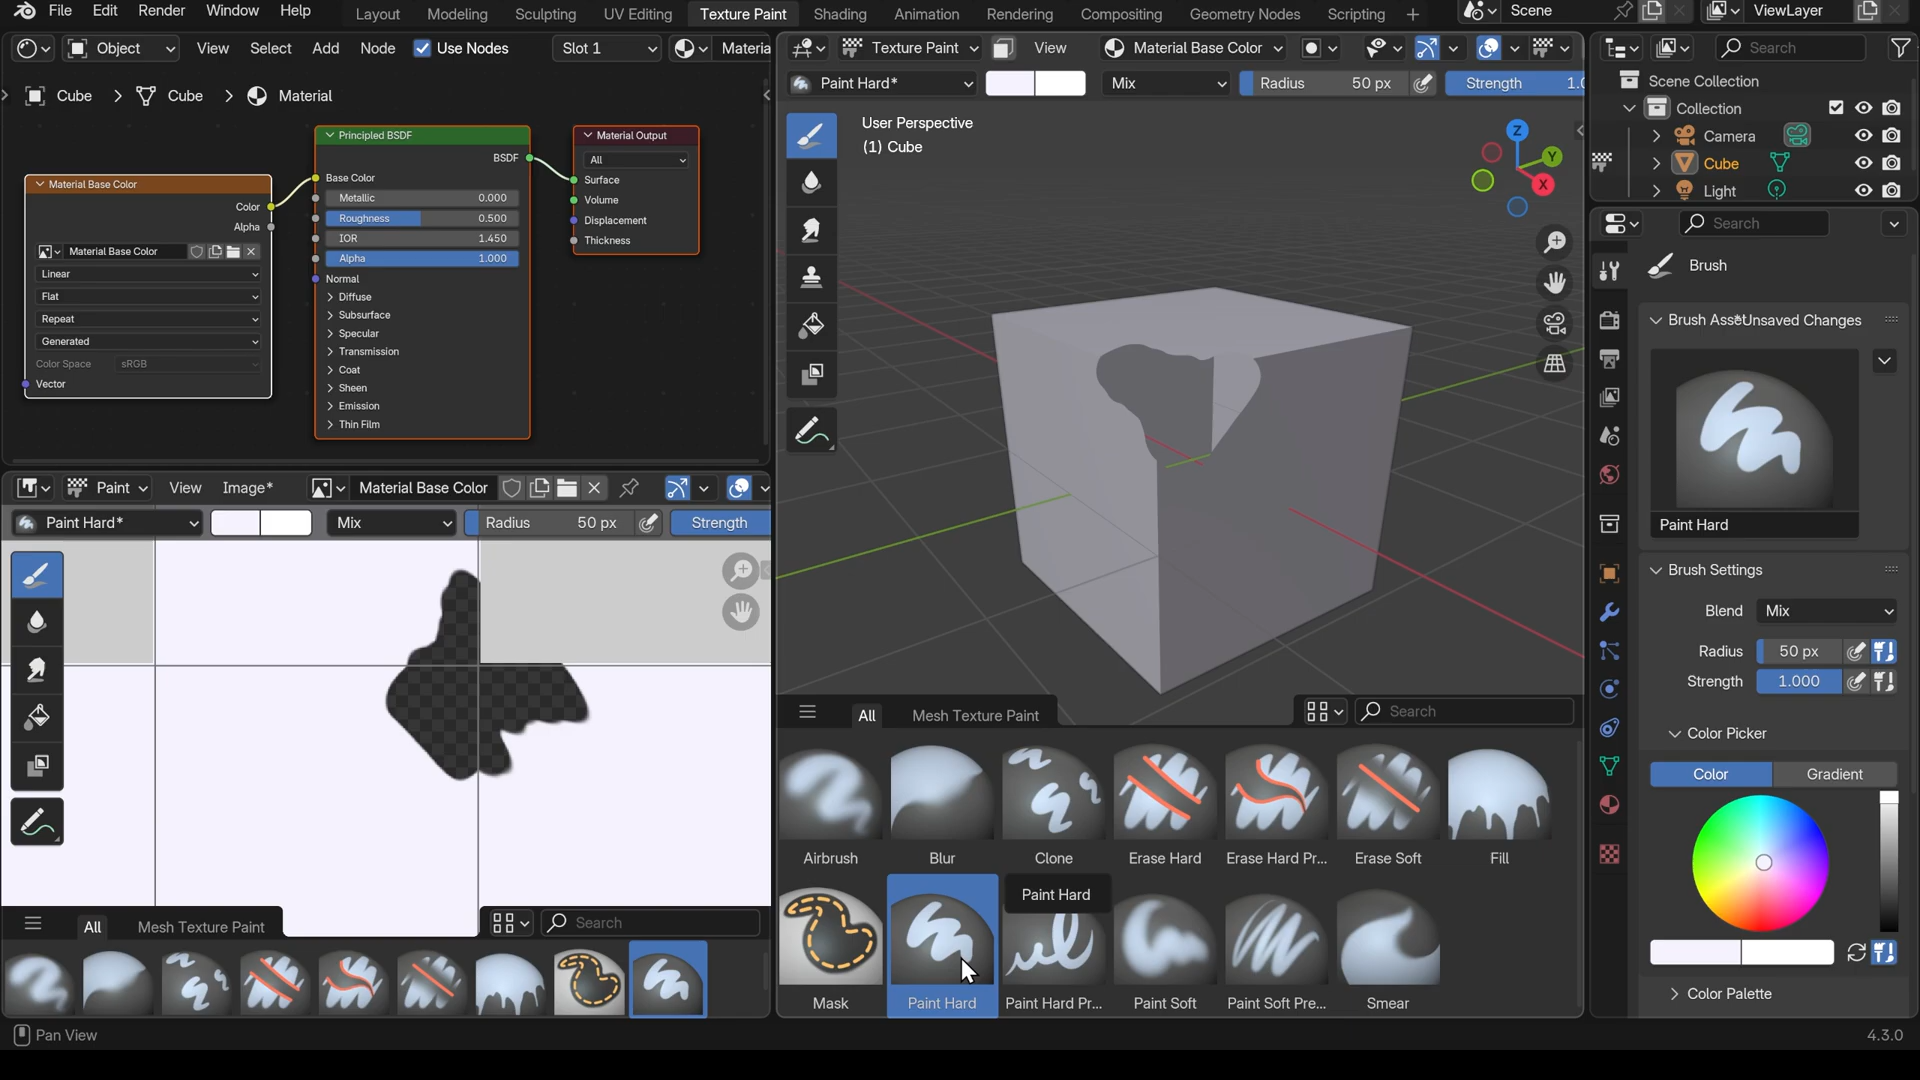 File Edit Render Window Help Layout Modeling Sculpting UV Editing Texture Paint Shading Animation Rendering Compositing Geometry Nodes Scripting Scene ViewLayer
Object View Select Add Node Use Nodes Slot 1 Materia
Texture Paint View Material Base Color
Search
Cube Cube Material
Paint Hard* Mix Radius 50 px Strength 1.0
User Perspective
(1) Cube
Z
Y
X
Scene Collection
Collection
Camera
Cube
Light
Search
Material Base Color
Color
Alpha
Material Base Color
Linear
Flat
Repeat
Generated
Color Space sRGB
Vector
Principled BSDF
BSDF
Base Color
Metallic 0.000
Roughness 0.500
IOR 1.450
Alpha 1.000
Normal
Diffuse
Subsurface
Specular
Transmission
Coat
Sheen
Emission
Thin Film
Material Output
All
Surface
Volume
Displacement
Thickness
Paint View Image* Material Base Color
Paint Hard* Mix Radius 50 px Strength
All Mesh Texture Paint Search
All Mesh Texture Paint Search
Airbrush Blur Clone Erase Hard Erase Hard Pr... Erase Soft Fill
Paint Hard
Mask Paint Hard Paint Hard Pr... Paint Soft Paint Soft Pre... Smear
Brush
Brush Asse*Unsaved Changes
Paint Hard
Brush Settings
Blend Mix
Radius 50 px
Strength 1.000
Color Picker
Color Gradient
Color Palette
Pan View 4.3.0